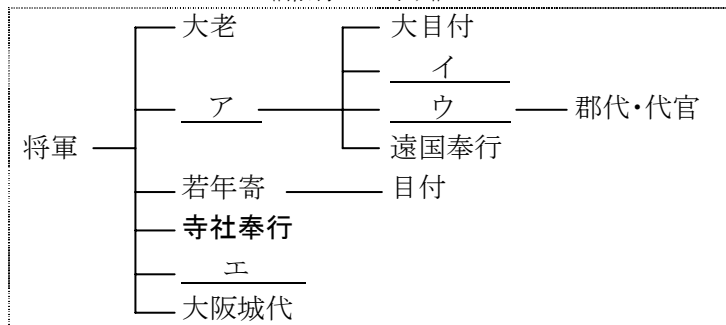 大老 大目付
イ
ア ウ 郡代・代官
将軍 遠国奉行
若年寄 目付
寺社奉行
エ
大阪城代